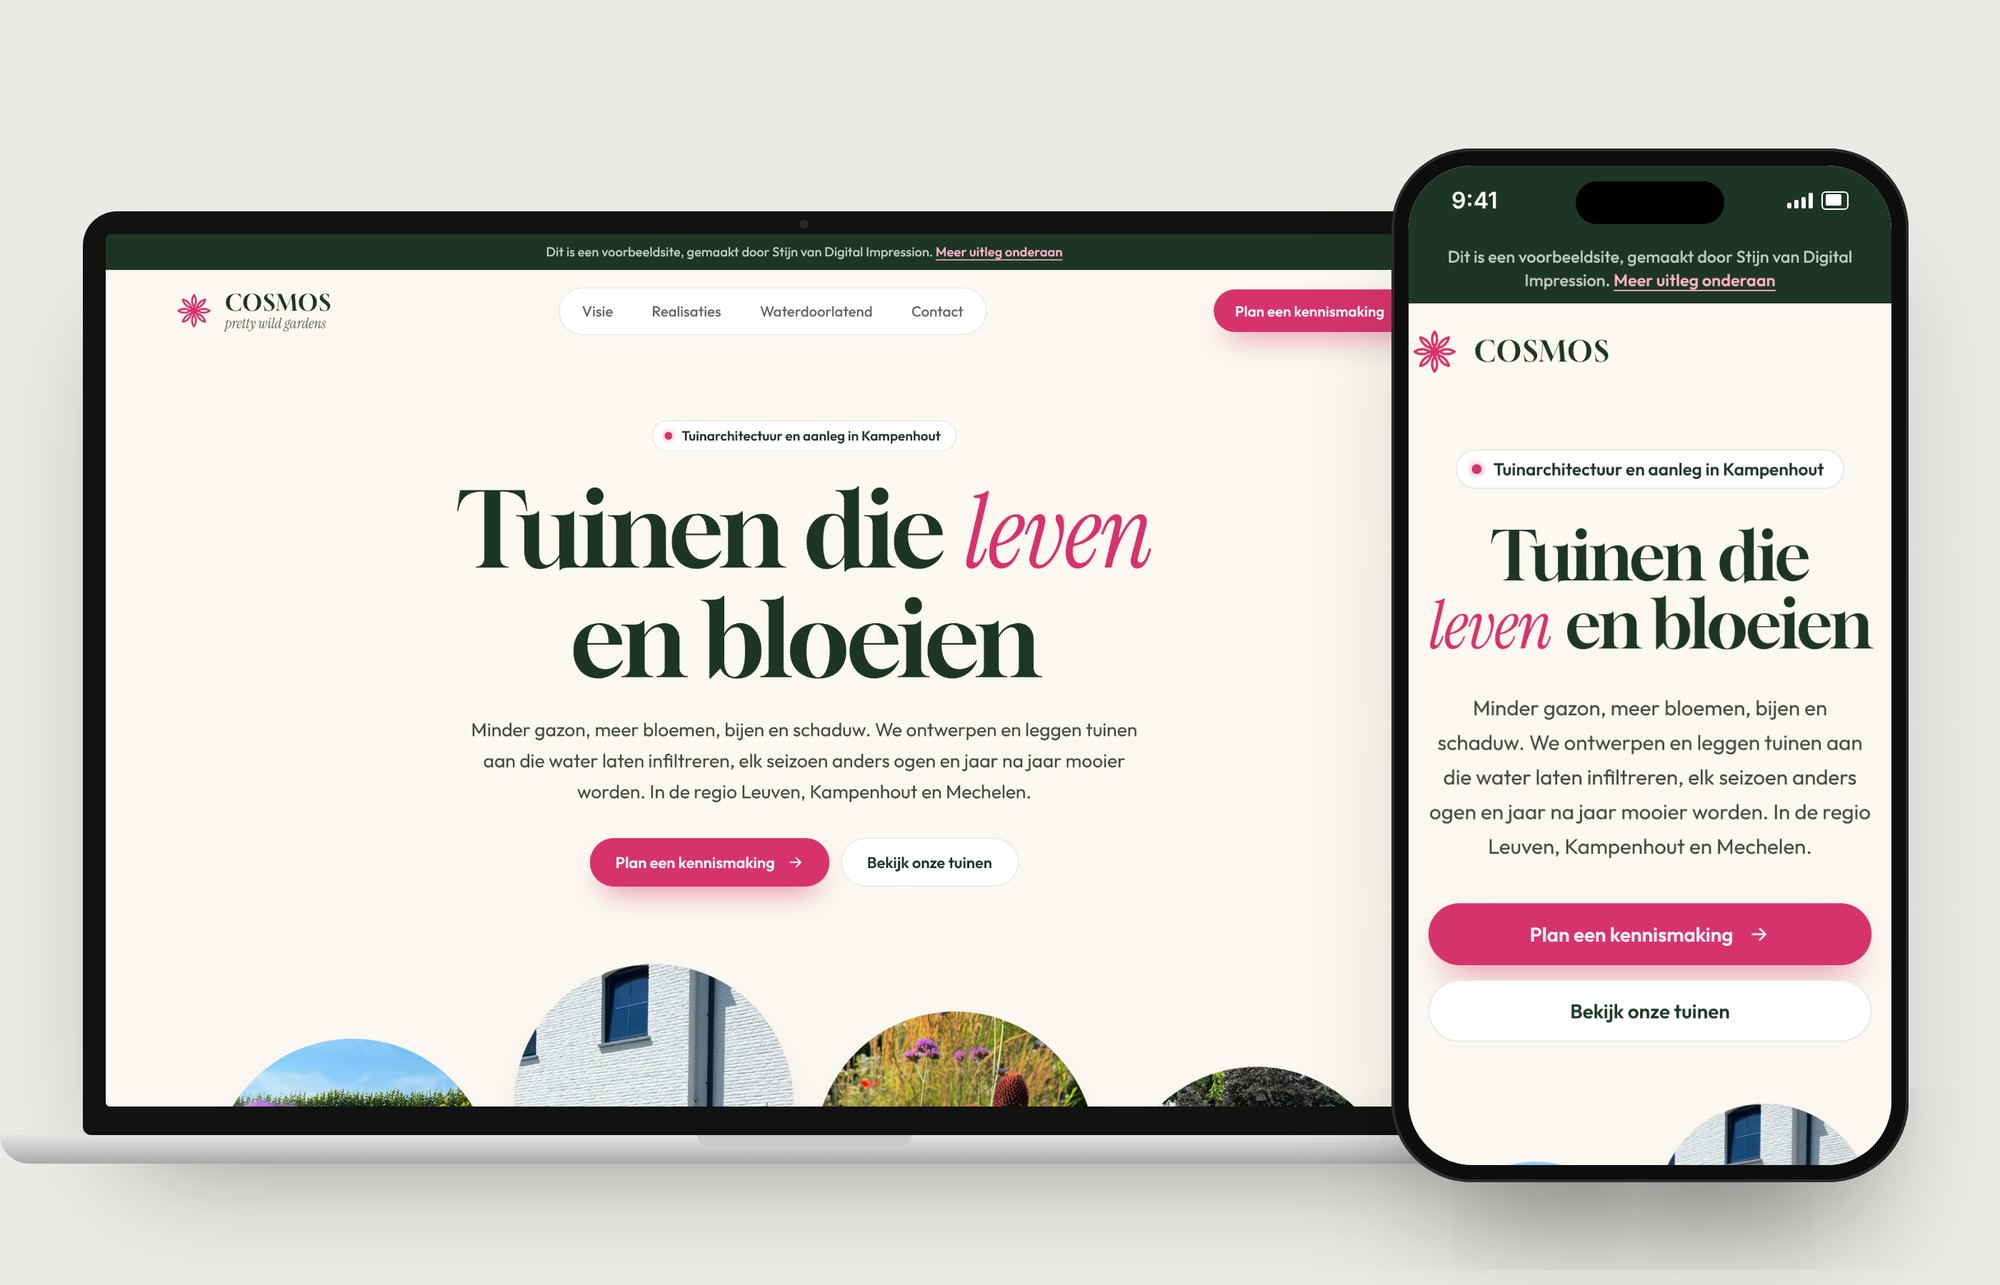 Dit is een voorbeeldsite, gemaakt door Stijn van Digital Impression. Meer uitleg onderaan
COSMOS
pretty wild gardens
Visie
Realisaties
Waterdoorlatend
Contact
Plan een kennismaking
Tuinarchitectuur en aanleg in Kampenhout
Tuinen die leven
en bloeien
Minder gazon, meer bloemen, bijen en schaduw. We ontwerpen en leggen tuinen
aan die water laten infiltreren, elk seizoen anders ogen en jaar na jaar mooier
worden. In de regio Leuven, Kampenhout en Mechelen.
Plan een kennismaking →
Bekijk onze tuinen
9:41
Dit is een voorbeeldsite, gemaakt door Stijn van Digital
Impression. Meer uitleg onderaan
COSMOS
Tuinarchitectuur en aanleg in Kampenhout
Tuinen die
leven en bloeien
Minder gazon, meer bloemen, bijen en
schaduw. We ontwerpen en leggen tuinen aan
die water laten infiltreren, elk seizoen anders
ogen en jaar na jaar mooier worden. In de regio
Leuven, Kampenhout en Mechelen.
Plan een kennismaking →
Bekijk onze tuinen